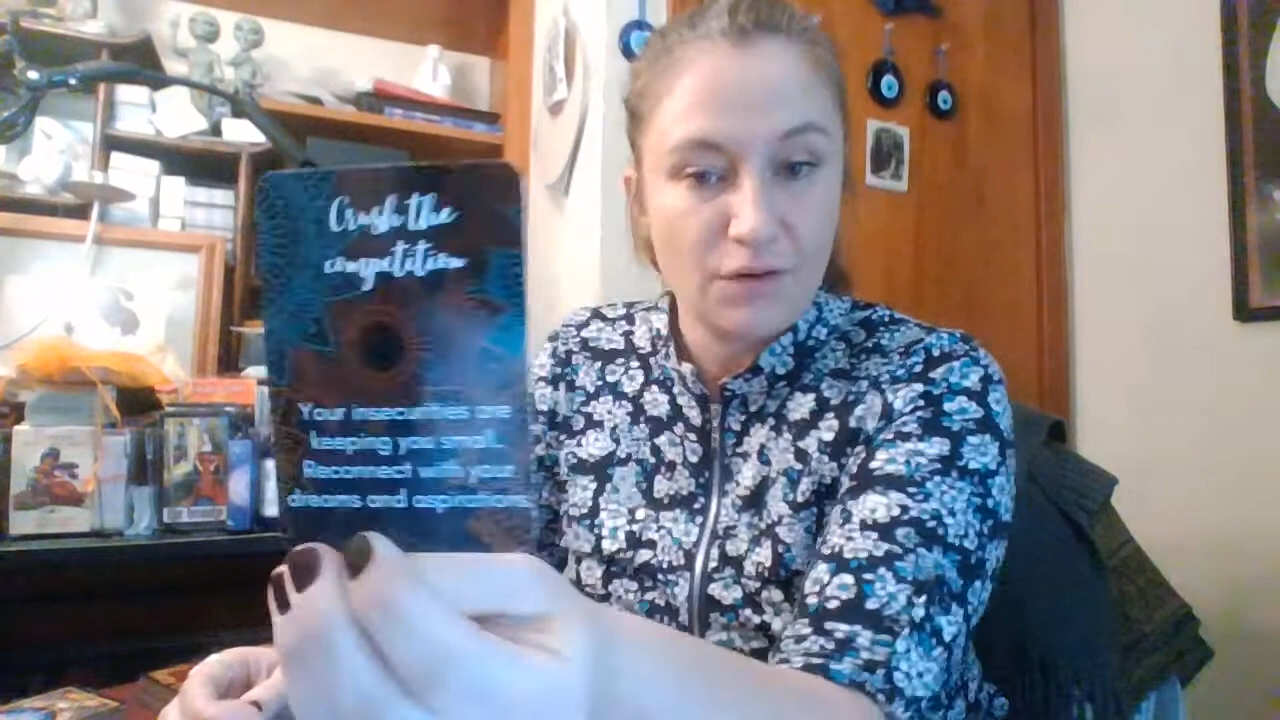 Crush the
competition
Your insecurities are
keeping you small.
Reconnect with your
dreams and aspirations